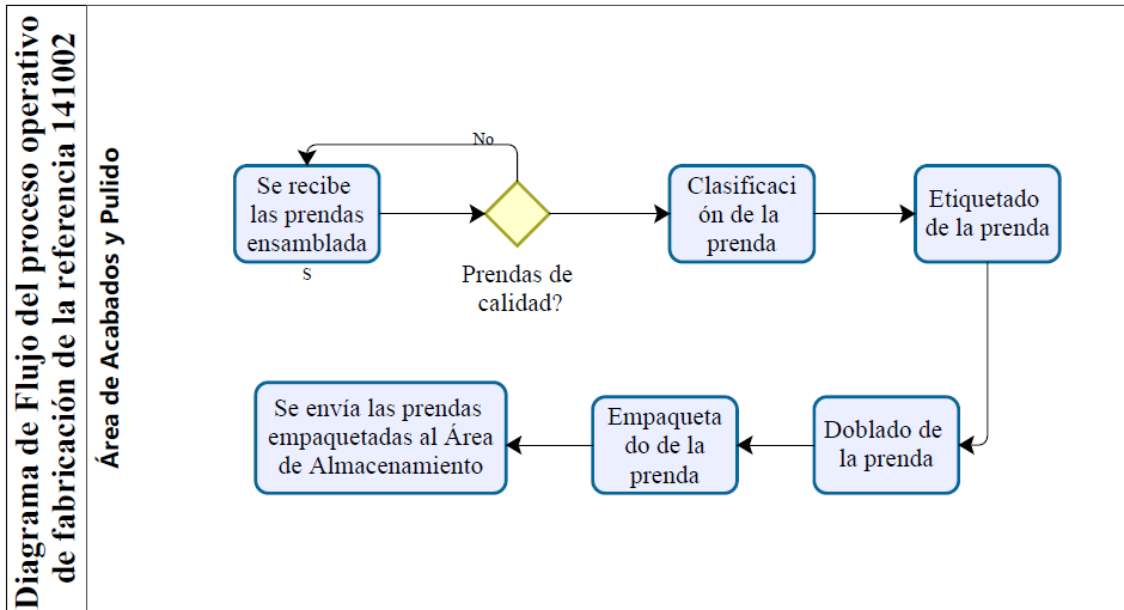 Diagrama de Flujo del proceso operativo
de fabricación de la referencia 141002
Área de Acabados y Pulido
No
Se recibe
las prendas
ensamblada
s
Prendas de
calidad?
Clasificaci
ón de la
prenda
Etiquetado
de la prenda
Doblado de
la prenda
Empaqueta
do de la
prenda
Se envía las prendas
empaquetadas al Área
de Almacenamiento